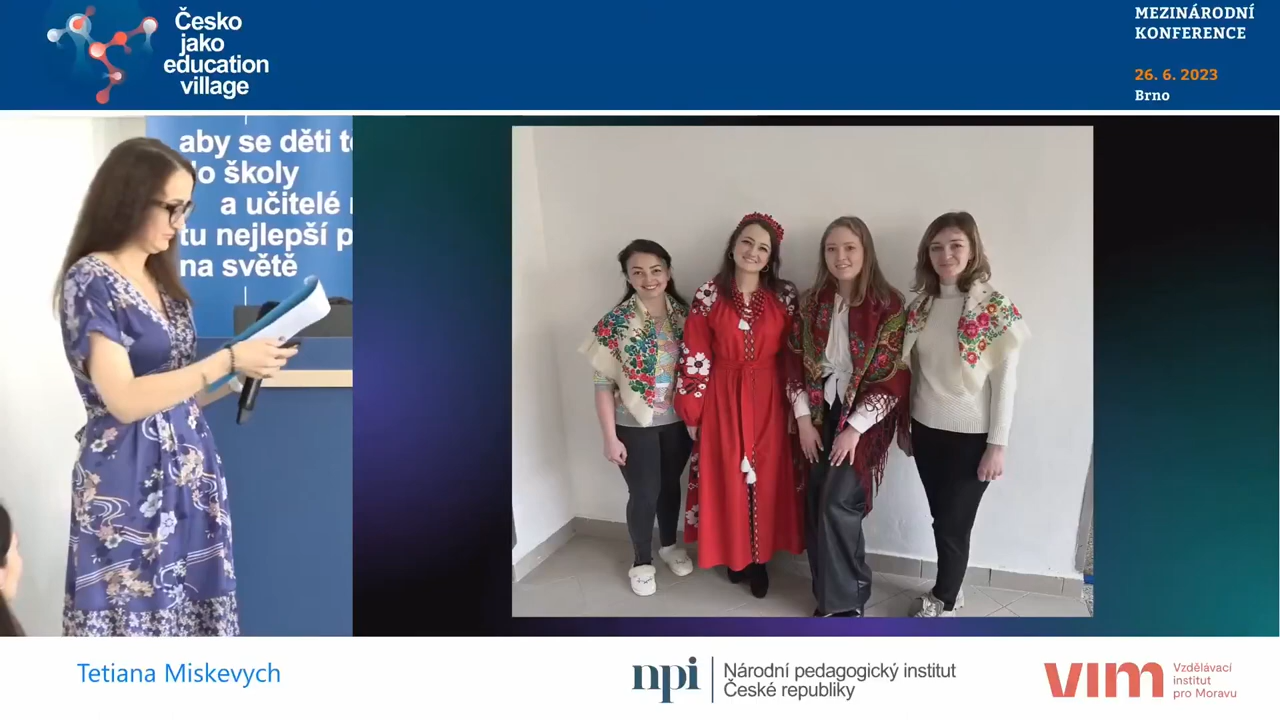 Česko
jako
education
village
MEZINÁRODNÍ
KONFERENCE
26. 6. 2023
Brno
aby se děti
školy
a učitelé
tu nejlepší
na světě
Tetiana Miskevych
npi
Národní pedagogický institut
České republiky
vim
Vzdělávací
institut
pro Moravu